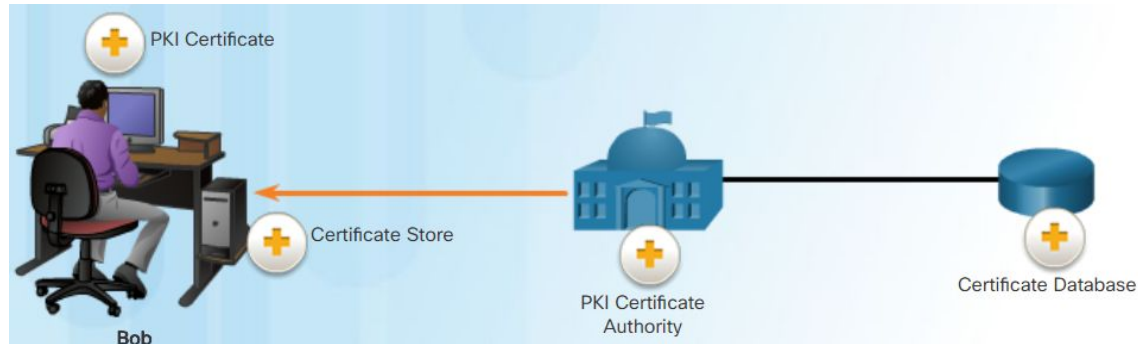 PKI Certificate
Certificate Store
Bob
PKI Certificate
Authority
Certificate Database